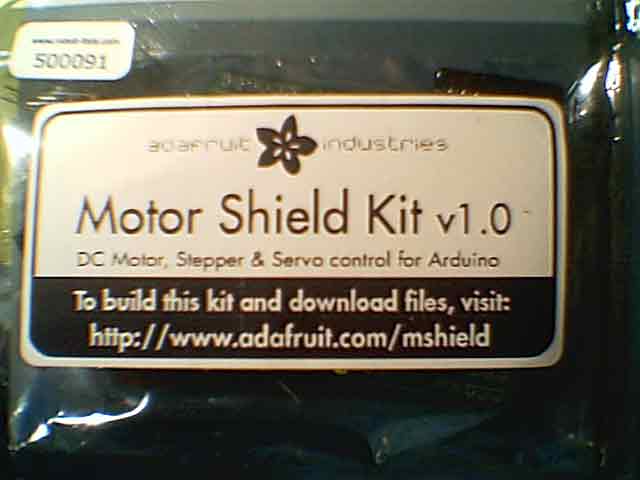 500091
adafruit industries
Motor Shield Kit v1.0
DC Motor, Stepper & Servo control for Arduino
To build this kit and download files, visit:
http://www.adafruit.com/mshield